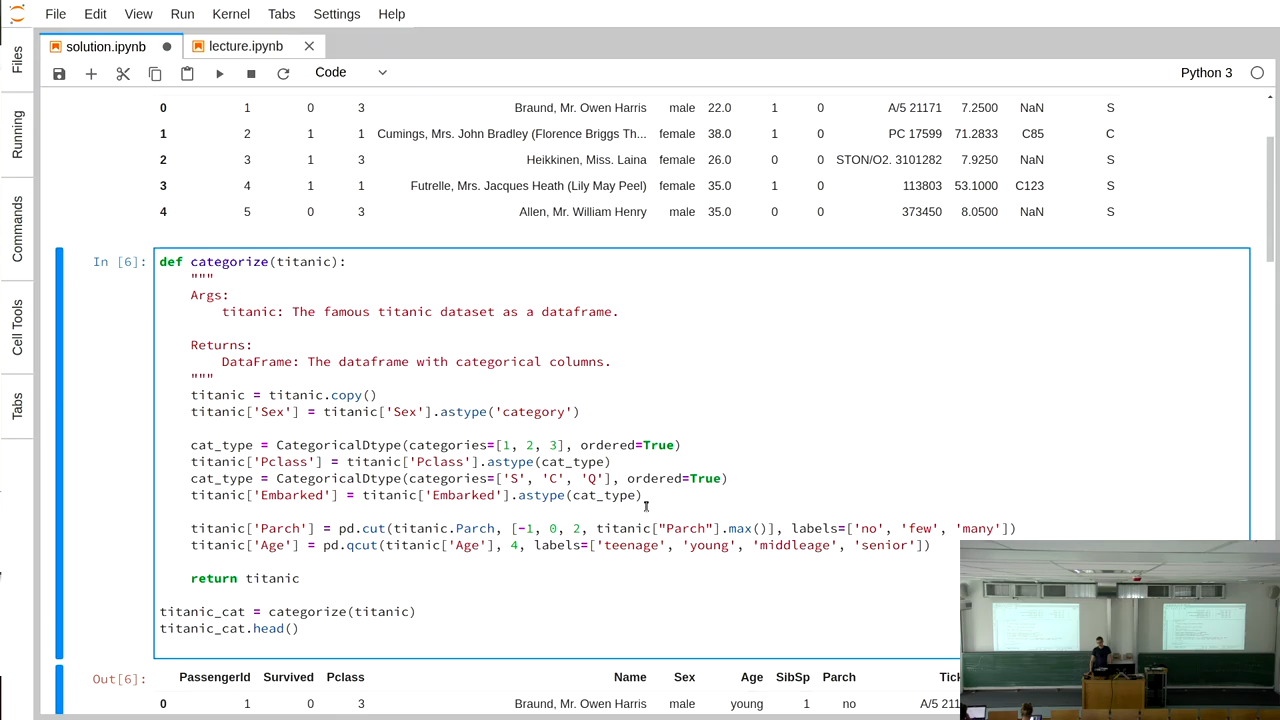 File Edit View Run Kernel Tabs Settings Help
solution.ipynb lecture.ipynb
Code Python 3
Files
Running
Commands
Cell Tools
Tabs
0 1 0 3 Braund, Mr. Owen Harris male 22.0 1 0 A/5 21171 7.2500 NaN S
1 2 1 1 Cumings, Mrs. John Bradley (Florence Briggs Th... female 38.0 1 0 PC 17599 71.2833 C85 C
2 3 1 3 Heikkinen, Miss. Laina female 26.0 0 0 STON/O2. 3101282 7.9250 NaN S
3 4 1 1 Futrelle, Mrs. Jacques Heath (Lily May Peel) female 35.0 1 0 113803 53.1000 C123 S
4 5 0 3 Allen, Mr. William Henry male 35.0 0 0 373450 8.0500 NaN S
In [6]: def categorize(titanic):
"""
Args:
titanic: The famous titanic dataset as a dataframe.
Returns:
DataFrame: The dataframe with categorical columns.
"""
titanic = titanic.copy()
titanic['Sex'] = titanic['Sex'].astype('category')
cat_type = CategoricalDtype(categories=[1, 2, 3], ordered=True)
titanic['Pclass'] = titanic['Pclass'].astype(cat_type)
cat_type = CategoricalDtype(categories=['S', 'C', 'Q'], ordered=True)
titanic['Embarked'] = titanic['Embarked'].astype(cat_type)
titanic['Parch'] = pd.cut(titanic.Parch, [-1, 0, 2, titanic["Parch"].max()], labels=['no', 'few', 'many'])
titanic['Age'] = pd.qcut(titanic['Age'], 4, labels=['teenage', 'young', 'middleage', 'senior'])
return titanic
titanic_cat = categorize(titanic)
titanic_cat.head()
Out[6]: PassengerId Survived Pclass Name Sex Age SibSp Parch Tick
0 1 0 3 Braund, Mr. Owen Harris male young 1 no A/5 211